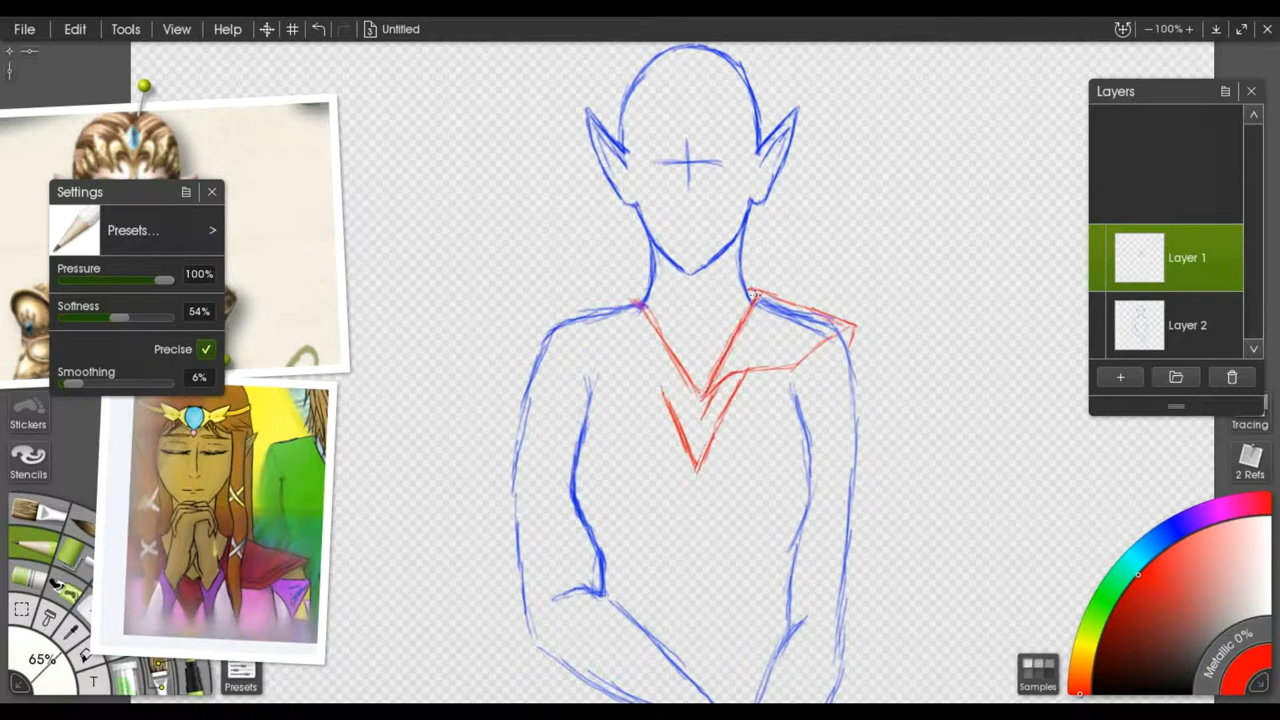 File Edit Tools View Help Untitled 100%
Settings
Presets... >
Pressure
100%
Softness
54%
Precise
Smoothing
6%
Layers
Layer 1
Layer 2
Stickers
Stencils
65%
T
Presets
Tracing
2 Refs
Samples
Metallic 0%